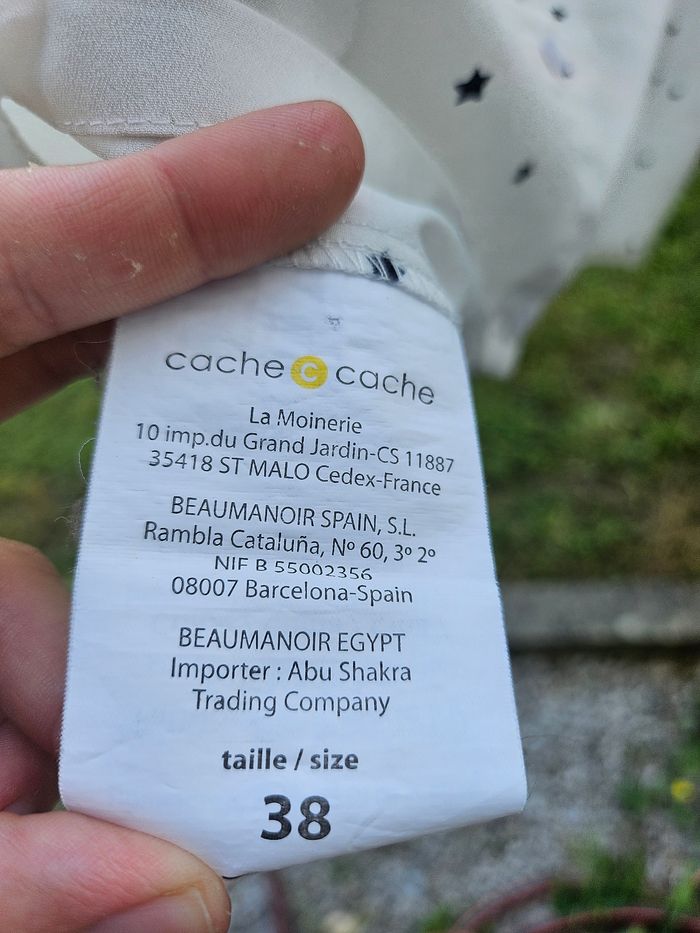 cache c cache
La Moinerie
10 imp.du Grand Jardin-CS 11887
35418 ST MALO Cedex-France
BEAUMANOIR SPAIN, S.L.
Rambla Cataluña, Nº 60, 3º 2º
NIF B 55002356
08007 Barcelona-Spain
BEAUMANOIR EGYPT
Importer : Abu Shakra
Trading Company
taille / size
38